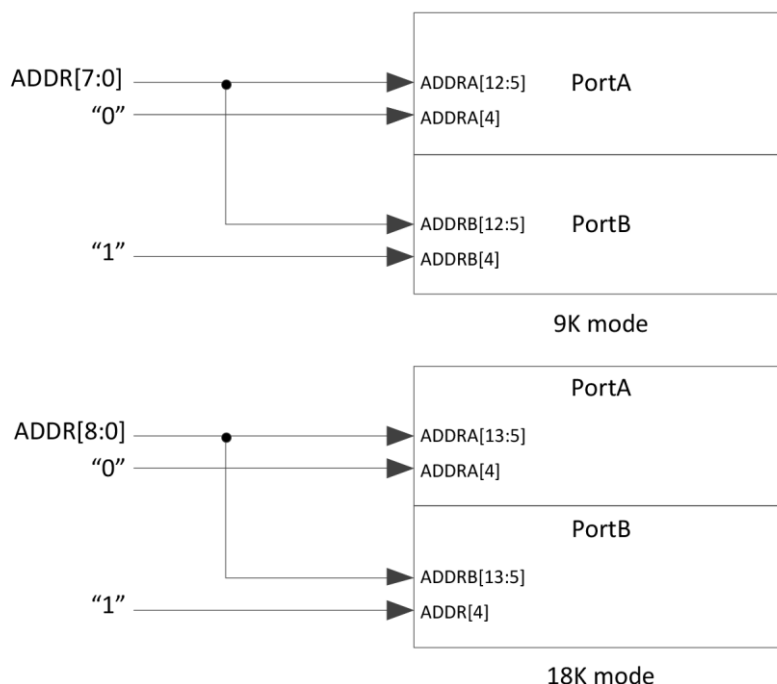 ADDR[7:0]
ADDRA[12:5]
PortA
“0”
ADDRA[4]
ADDRB[12:5]
PortB
“1”
ADDRB[4]
9K mode
PortA
ADDR[8:0]
ADDRA[13:5]
“0”
ADDRA[4]
PortB
ADDRB[13:5]
“1”
ADDR[4]
18K mode